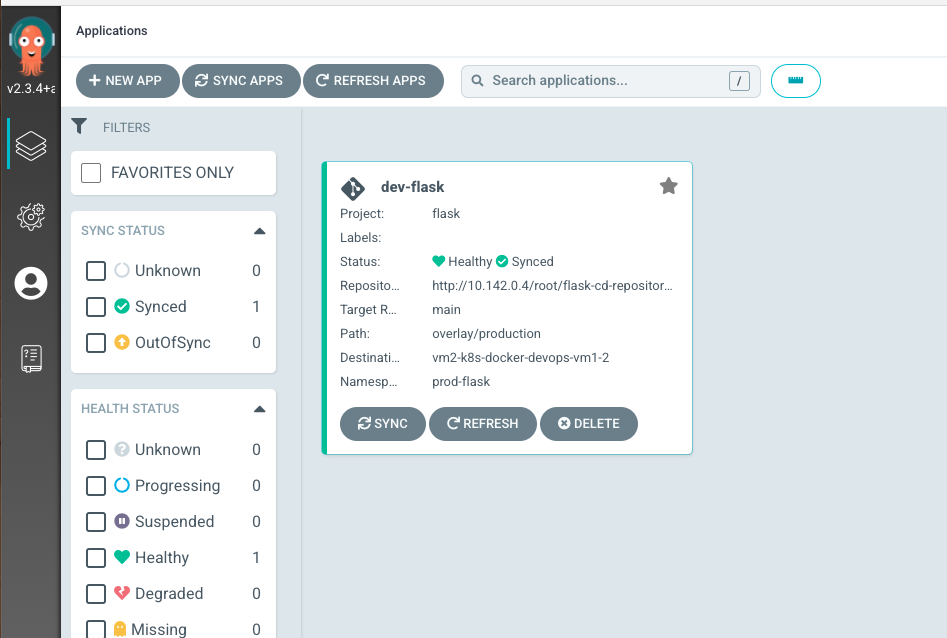 Applications
v2.3.4+a
NEW APP SYNC APPS REFRESH APPS Search applications... /
FILTERS
FAVORITES ONLY
SYNC STATUS
Unknown 0
Synced 1
OutOfSync 0
HEALTH STATUS
Unknown 0
Progressing 0
Suspended 0
Healthy 1
Degraded 0
Missing 0
dev-flask
Project: flask
Labels:
Status: Healthy Synced
Reposito... http://10.142.0.4/root/flask-cd-repositor...
Target R... main
Path: overlay/production
Destinati... vm2-k8s-docker-devops-vm1-2
Namesp... prod-flask
SYNC REFRESH DELETE